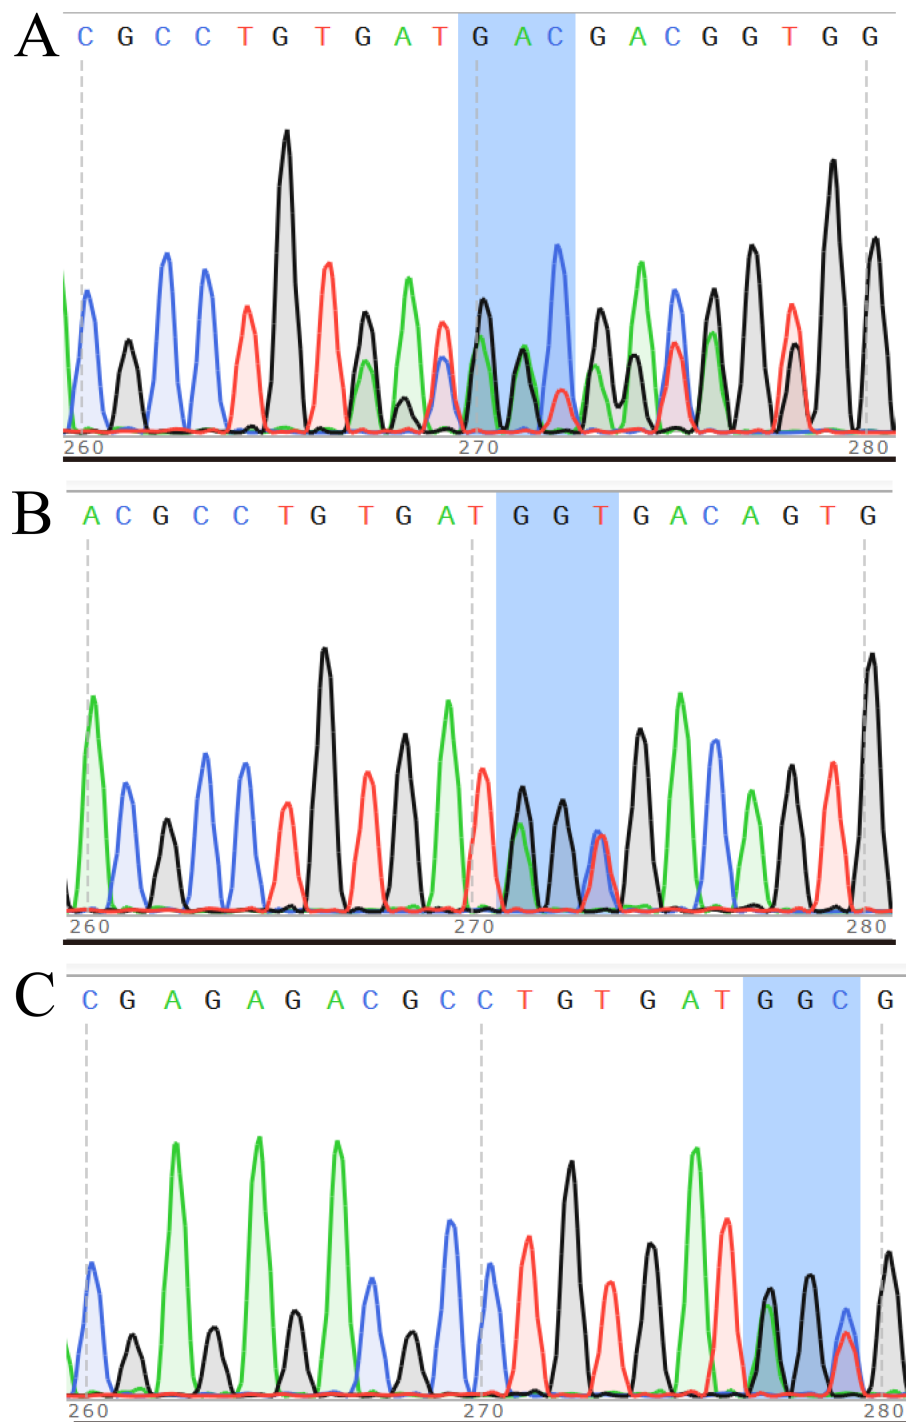 A
C G C C T G T G A T G A C G A C G G T G G
260 270 280
B
A C G C C T G T G A T G G T G A C A G T G
260 270 280
C
C G A G A G A C G C C T G T G A T G G C G
260 270 280